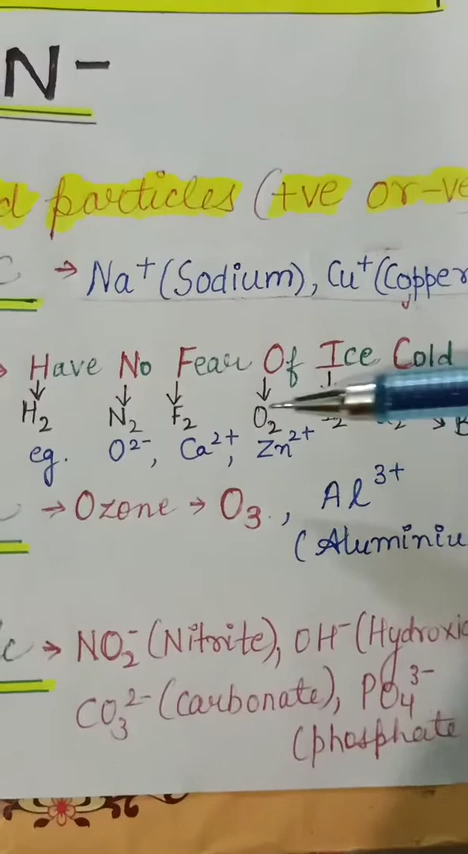 N-
d particles (+ve or -ve
C → Na⁺ (Sodium), Cu⁺ (Copper
Have No Fear Of Ice Cold
↓ ↓ ↓ ↓
H₂ N₂ F₂ O₂
eg. O²⁻, Ca²⁺, Zn²⁺
→ Ozone → O₃, Al³⁺
(Aluminiu
c → NO₂⁻ (Nitrite), OH⁻ (Hydroxid
CO₃²⁻ (Carbonate), PO₄³⁻
(phosphate